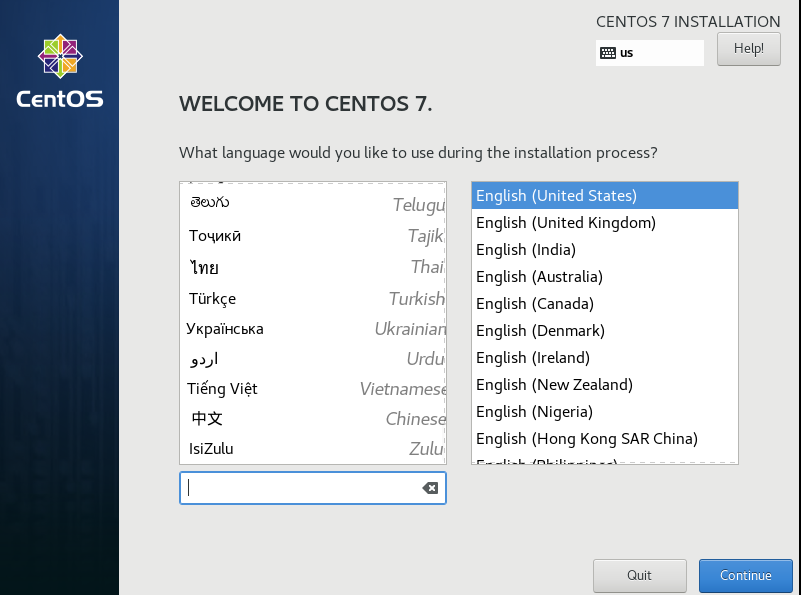 CENTOS 7 INSTALLATION
us
Help!
CentOS
WELCOME TO CENTOS 7.
What language would you like to use during the installation process?
తెలుగు Telugu
Тоҷикӣ Tajik
ไทย Thai
Türkçe Turkish
Українська Ukrainian
اردو Urdu
Tiếng Việt Vietnamese
中文 Chinese
IsiZulu Zulu
English (United States)
English (United Kingdom)
English (India)
English (Australia)
English (Canada)
English (Denmark)
English (Ireland)
English (New Zealand)
English (Nigeria)
English (Hong Kong SAR China)
English (Philippines)
Quit
Continue